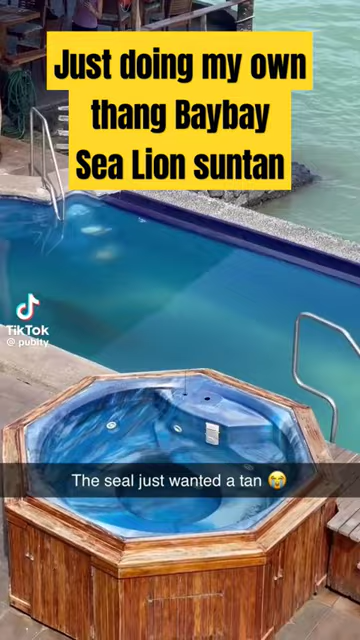 Just doing my own
thang Baybay
Sea Lion suntan
TikTok
@ pubity
The seal just wanted a tan 😭